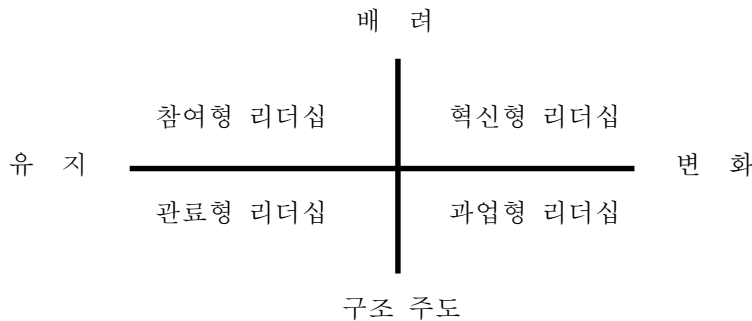 배 려
참여형 리더십 혁신형 리더십
유 지 변 화
관료형 리더십 과업형 리더십
구조 주도